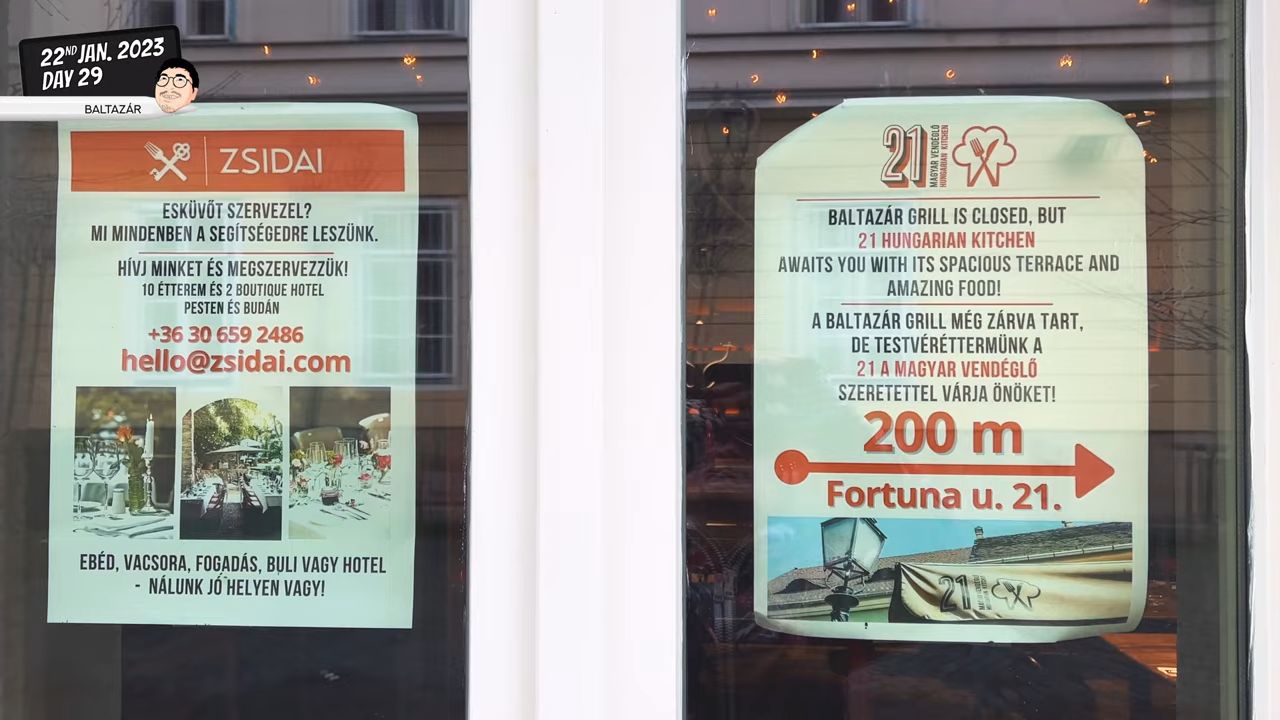 22ND JAN. 2023
DAY 29
BALTAZÁR
ZSIDAI
ESKÜVŐT SZERVEZEL?
MI MINDENBEN A SEGÍTSÉGEDRE LESZÜNK.
HÍVJ MINKET ÉS MEGSZERVEZZÜK!
10 ÉTTEREM ÉS 2 BOUTIQUE HOTEL
PESTEN ÉS BUDÁN
+36 30 659 2486
hello@zsidai.com
EBÉD, VACSORA, FOGADÁS, BULI VAGY HOTEL
- NÁLUNK JÓ HELYEN VAGY!
21
MAGYAR VENDÉGLŐ
HUNGARIAN KITCHEN
BALTAZÁR GRILL IS CLOSED, BUT
21 HUNGARIAN KITCHEN
AWAITS YOU WITH ITS SPACIOUS TERRACE AND
AMAZING FOOD!
A BALTAZÁR GRILL MÉG ZÁRVA TART,
DE TESTVÉRÉTTERMÜNK A
21 A MAGYAR VENDÉGLŐ
SZERETETTEL VÁRJA ÖNÖKET!
200 m
Fortuna u. 21.
21